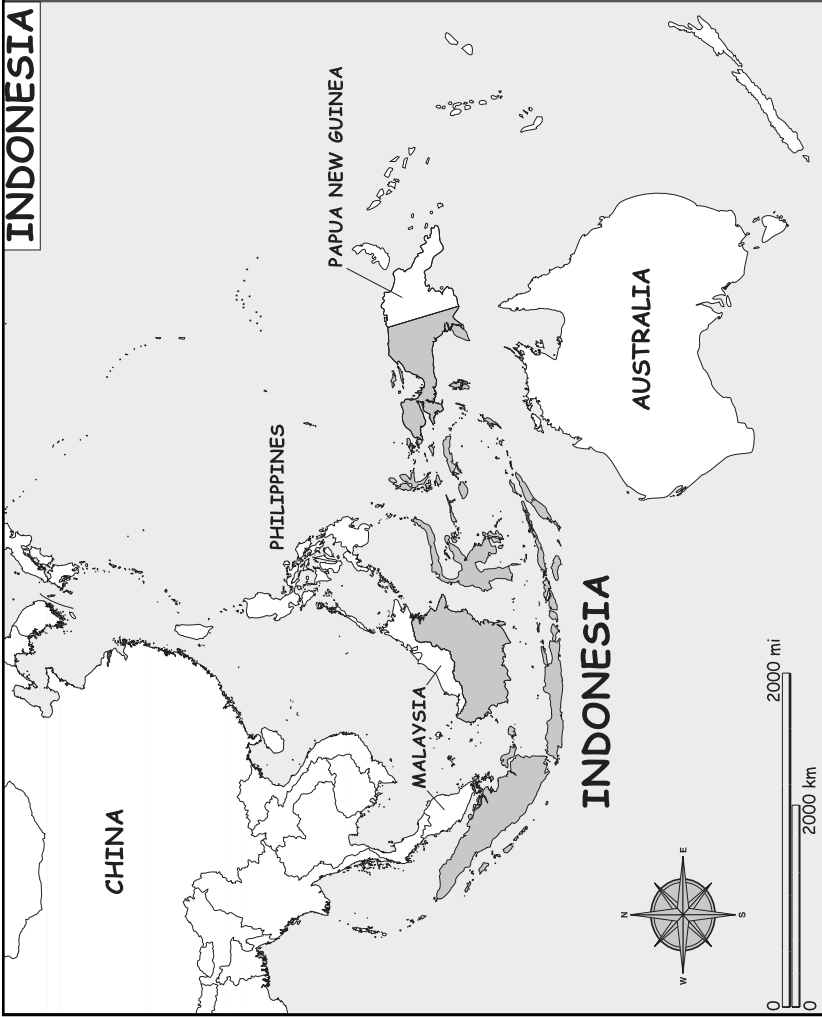 INDONESIA
PAPUA NEW GUINEA
PHILIPPINES
CHINA
MALAYSIA
AUSTRALIA
INDONESIA
N
W
E
S
0
2000 mi
0
2000 km